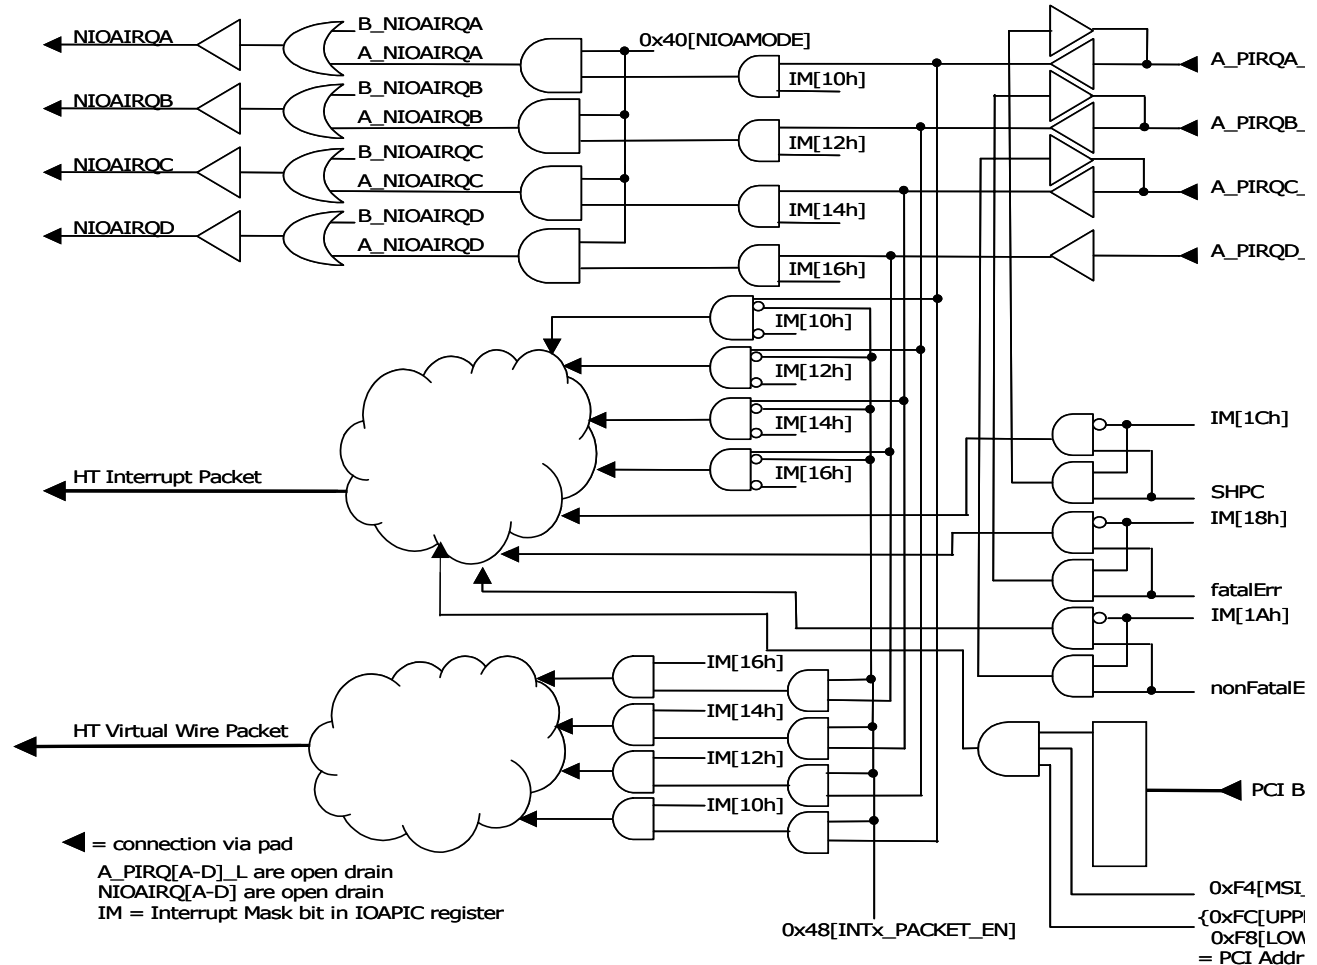 NIOAIRQA
B_NIOAIRQA
A_NIOAIRQA
0x40[NIOAMODE]
IM[10h]
A_PIRQA_
NIOAIRQB
B_NIOAIRQB
A_NIOAIRQB
IM[12h]
A_PIRQB_
NIOAIRQC
B_NIOAIRQC
A_NIOAIRQC
IM[14h]
A_PIRQC_
NIOAIRQD
B_NIOAIRQD
A_NIOAIRQD
IM[16h]
A_PIRQD_
IM[10h]
IM[12h]
IM[14h]
IM[16h]
IM[1Ch]
SHPC
IM[18h]
fatalErr
IM[1Ah]
nonFatalE
HT Interrupt Packet
IM[16h]
IM[14h]
IM[12h]
IM[10h]
HT Virtual Wire Packet
PCI B
0xF4[MSI_
{0xFC[UPP
0xF8[LOW
= PCI Addr
0x48[INTx_PACKET_EN]
= connection via pad
A_PIRQ[A-D]_L are open drain
NIOAIRQ[A-D] are open drain
IM = Interrupt Mask bit in IOAPIC register